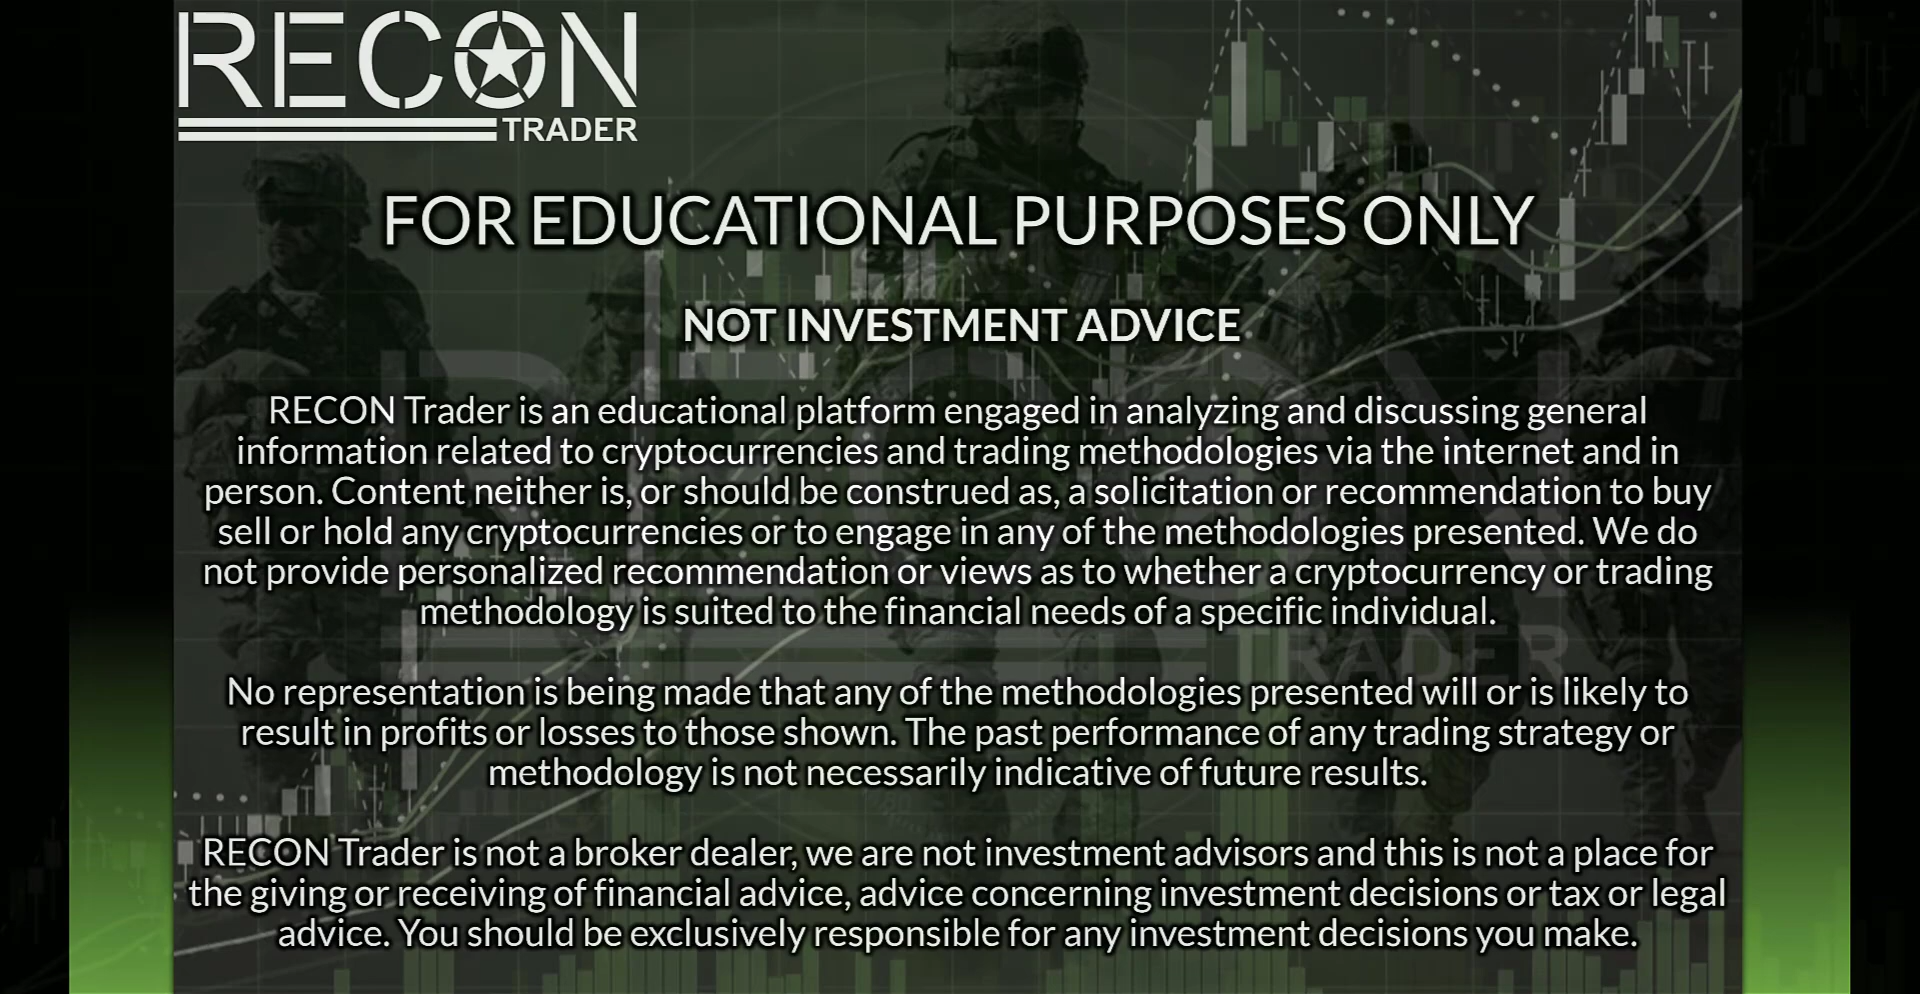 RECON
TRADER
FOR EDUCATIONAL PURPOSES ONLY
NOT INVESTMENT ADVICE
RECON Trader is an educational platform engaged in analyzing and discussing general
information related to cryptocurrencies and trading methodologies via the internet and in
person. Content neither is, or should be construed as, a solicitation or recommendation to buy
sell or hold any cryptocurrencies or to engage in any of the methodologies presented. We do
not provide personalized recommendation or views as to whether a cryptocurrency or trading
methodology is suited to the financial needs of a specific individual.
No representation is being made that any of the methodologies presented will or is likely to
result in profits or losses to those shown. The past performance of any trading strategy or
methodology is not necessarily indicative of future results.
RECON Trader is not a broker dealer, we are not investment advisors and this is not a place for
the giving or receiving of financial advice, advice concerning investment decisions or tax or legal
advice. You should be exclusively responsible for any investment decisions you make.